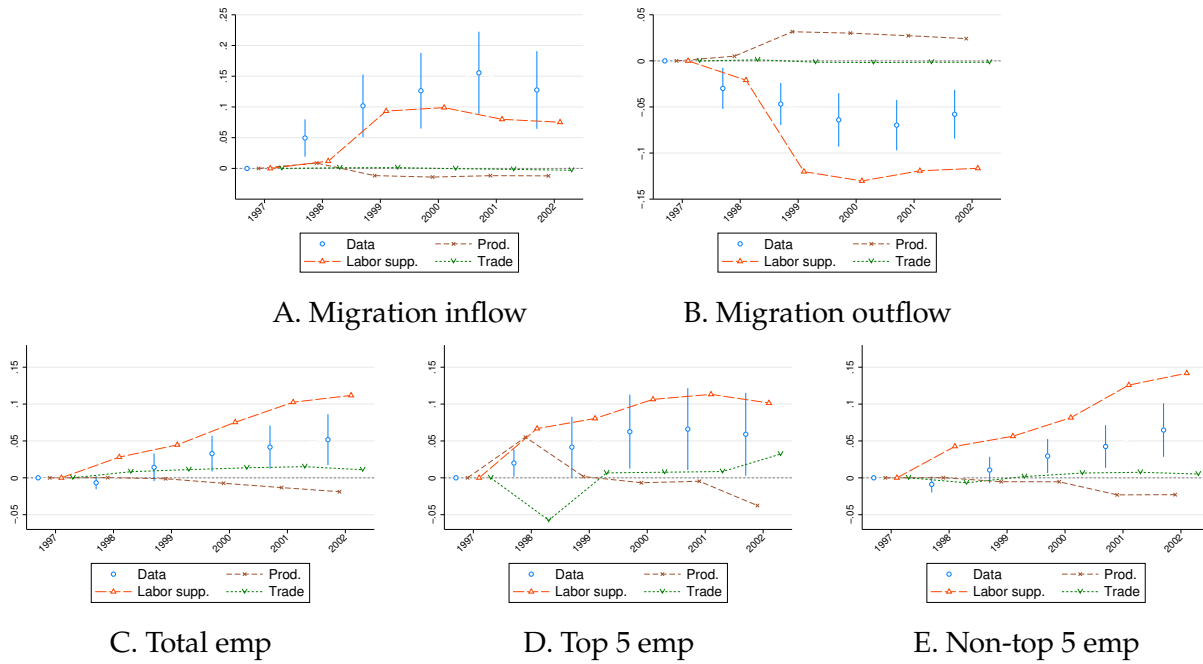 .25
.2
.15
.1
.05
0
1997
1998
1999
2000
2001
2002
Data
Prod.
Labor supp.
Trade
A. Migration inflow
.05
0
-.05
-.1
-.15
1997
1998
1999
2000
2001
2002
Data
Prod.
Labor supp.
Trade
B. Migration outflow
.15
.1
.05
0
-.05
1997
1998
1999
2000
2001
2002
Data
Prod.
Labor supp.
Trade
C. Total emp
.15
.1
.05
0
-.05
1997
1998
1999
2000
2001
2002
Data
Prod.
Labor supp.
Trade
D. Top 5 emp
.15
.1
.05
0
-.05
1997
1998
1999
2000
2001
2002
Data
Prod.
Labor supp.
Trade
E. Non-top 5 emp